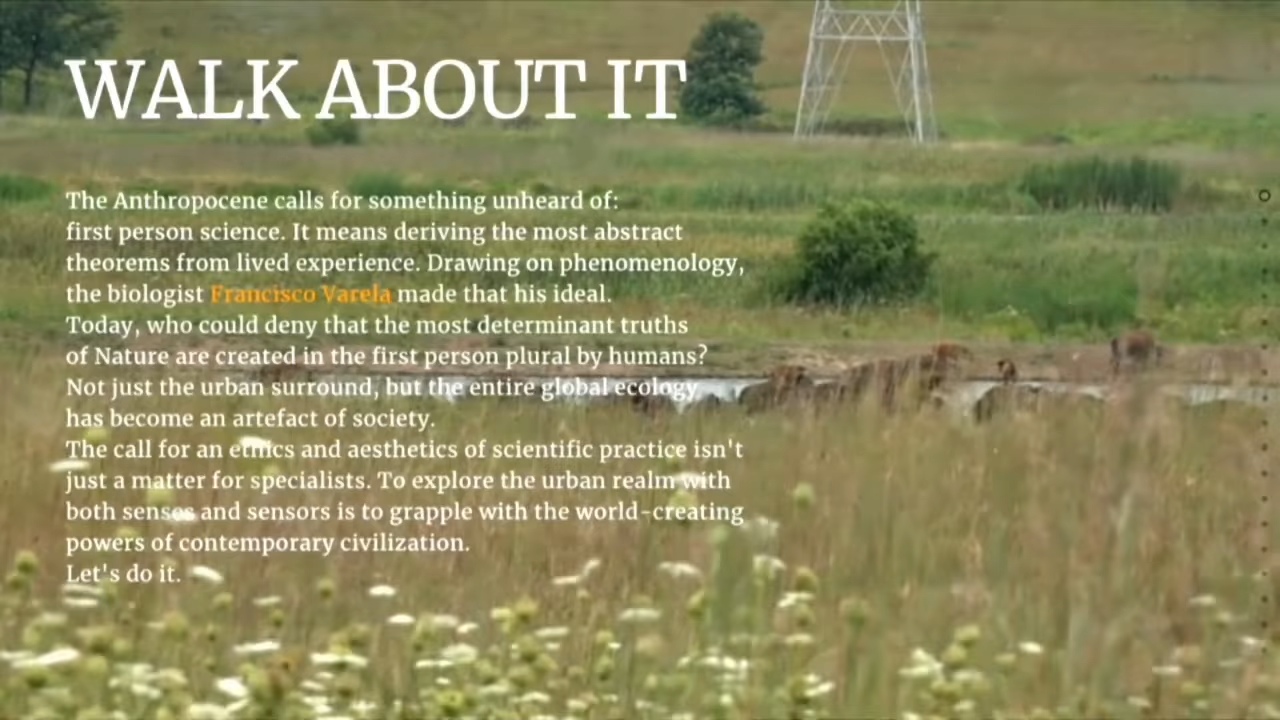 WALK ABOUT IT
The Anthropocene calls for something unheard of:
first person science. It means deriving the most abstract
theorems from lived experience. Drawing on phenomenology,
the biologist Francisco Varela made that his ideal.
Today, who could deny that the most determinant truths
of Nature are created in the first person plural by humans?
Not just the urban surround, but the entire global ecology
has become an artefact of society.
The call for an ethics and aesthetics of scientific practice isn't
just a matter for specialists. To explore the urban realm with
both senses and sensors is to grapple with the world-creating
powers of contemporary civilization.
Let's do it.